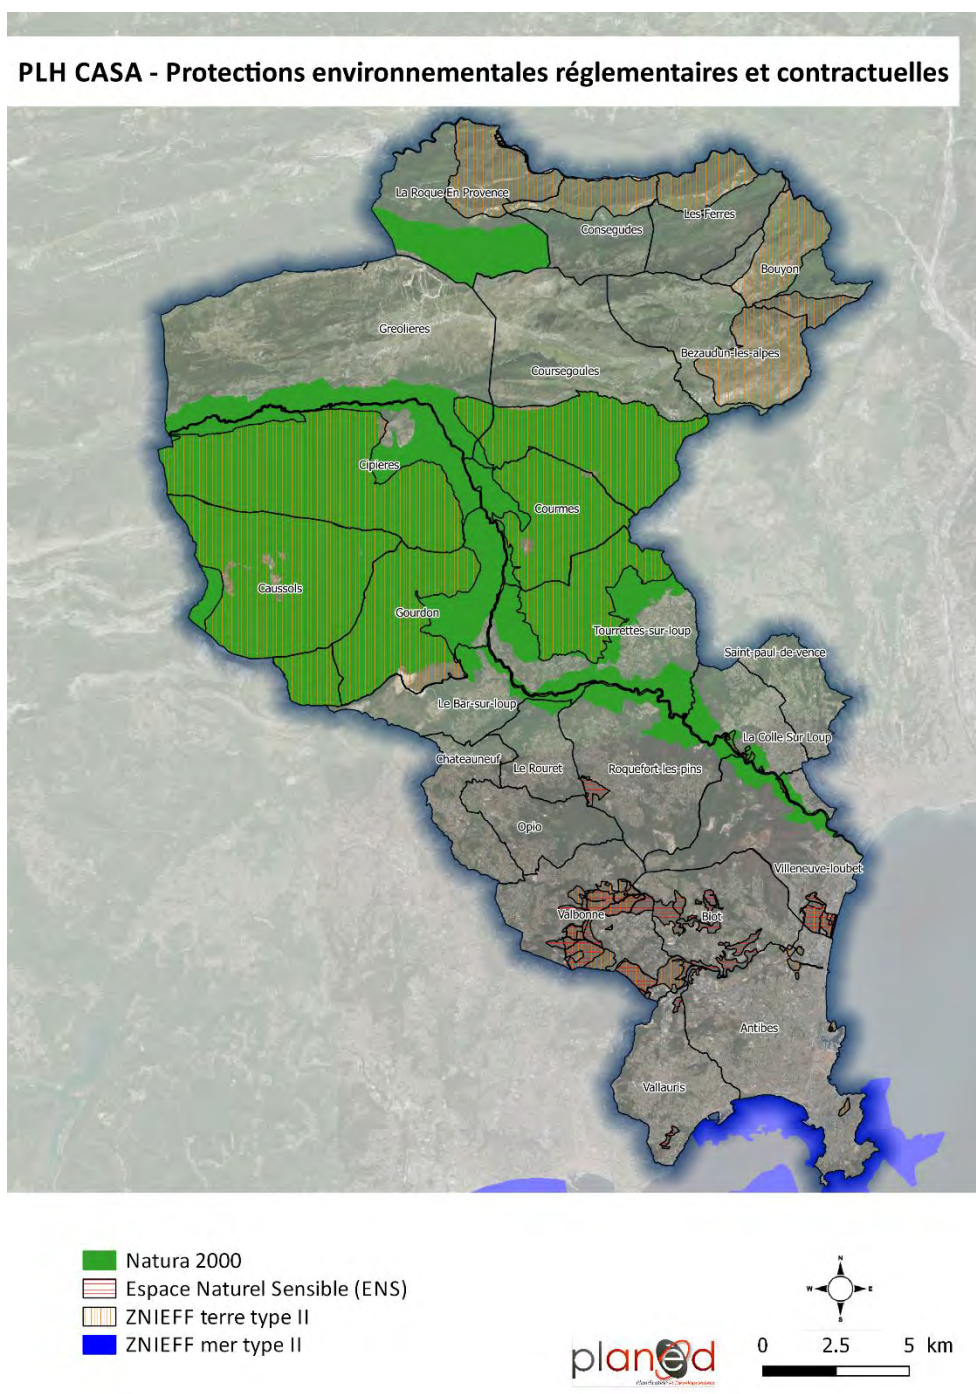 PLH CASA - Protections environnementales réglementaires et contractuelles
La Roque En Provence
Les Ferres
Consegudes
Bouyon
Greolieres
Bezaudun-les-alpes
Coursegoules
Cipieres
Courmes
Caussols
Gourdon
Tourrettes-sur-loup
Saint-paul-de-vence
Le Bar-sur-loup
La Colle Sur Loup
Chateauneuf
Le Rouret
Roquefort-les-pins
Opio
Villeneuve-loubet
Valbonne
Biot
Antibes
Vallauris
Natura 2000
Espace Naturel Sensible (ENS)
ZNIEFF terre type II
ZNIEFF mer type II
N
W E
S
planed
0 2.5 5 km